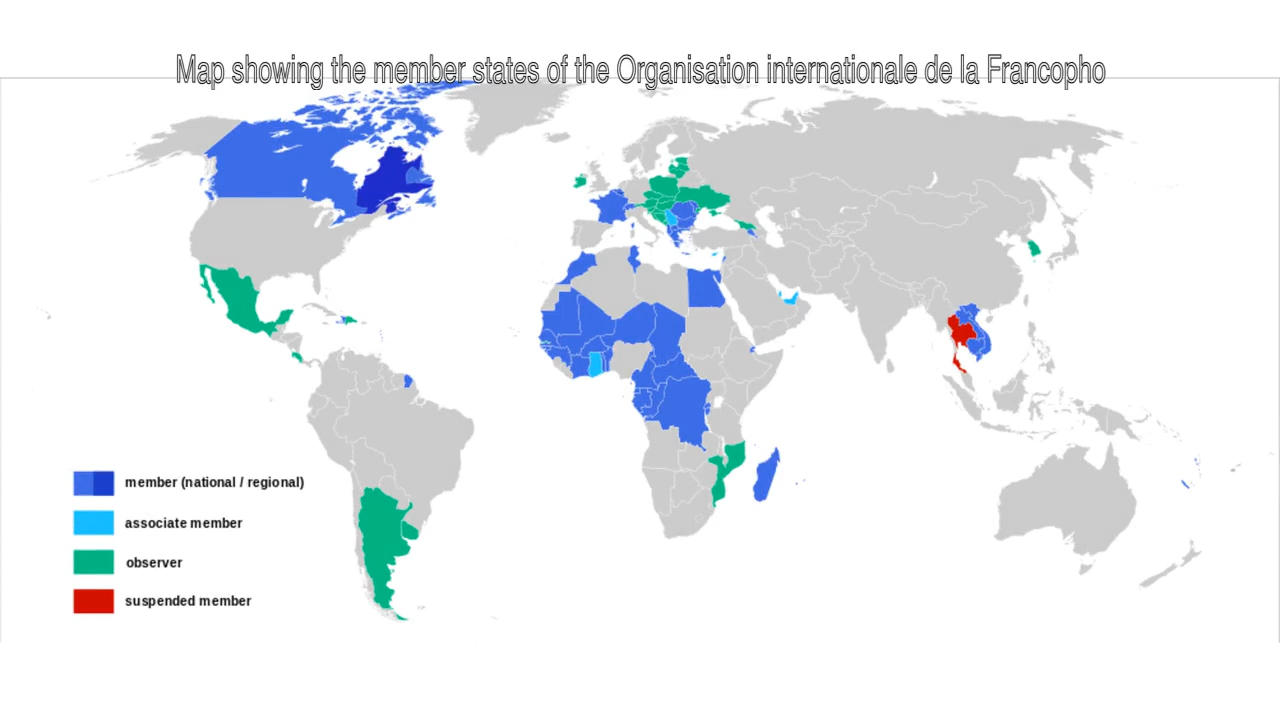 Map showing the member states of the Organisation internationale de la Francopho
member (national / regional)
associate member
observer
suspended member